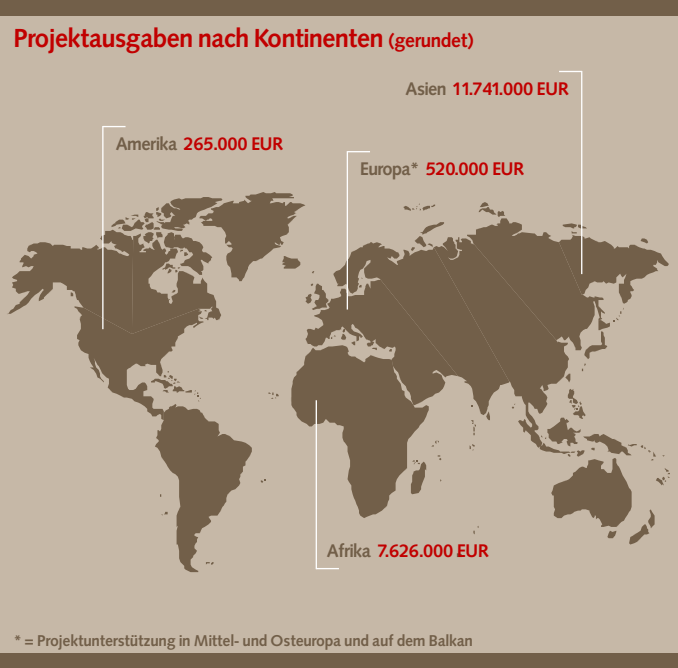 Projektausgaben nach Kontinenten (gerundet)
Asien 11.741.000 EUR
Amerika 265.000 EUR
Europa* 520.000 EUR
Afrika 7.626.000 EUR
* = Projektunterstützung in Mittel- und Osteuropa und auf dem Balkan